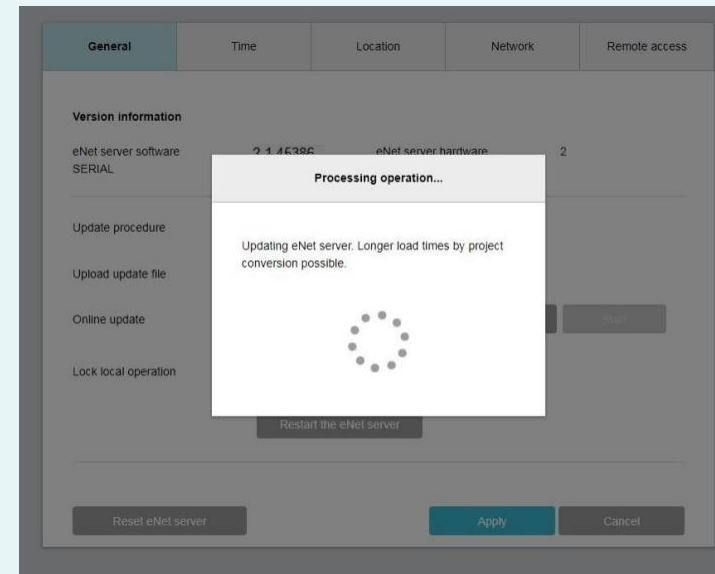 General Time Location Network Remote access
Version information
eNet server software 2.1.45386 eNet server hardware 2
SERIAL
Processing operation...
Update procedure
Updating eNet server. Longer load times by project
conversion possible.
Upload update file
Online update
Lock local operation
Restart the eNet server
Reset eNet server Apply Cancel